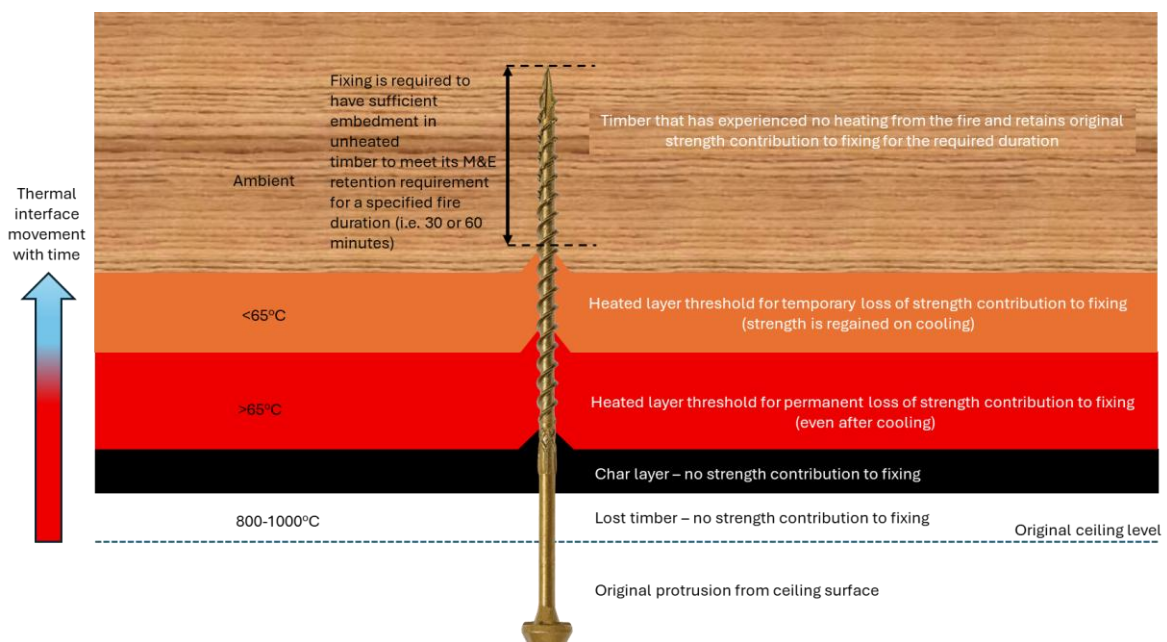 Fixing is required to
have sufficient
embedment in
unheated
timber to meet its M&E
retention requirement
for a specified fire
duration (i.e. 30 or 60
minutes)
Timber that has experienced no heating from the fire and retains original
strength contribution to fixing for the required duration
Ambient
Thermal
interface
movement
with time
<65°C
Heated layer threshold for temporary loss of strength contribution to fixing
(strength is regained on cooling)
>65°C
Heated layer threshold for permanent loss of strength contribution to fixing
(even after cooling)
Char layer – no strength contribution to fixing
800-1000°C
Lost timber – no strength contribution to fixing
Original ceiling level
Original protrusion from ceiling surface